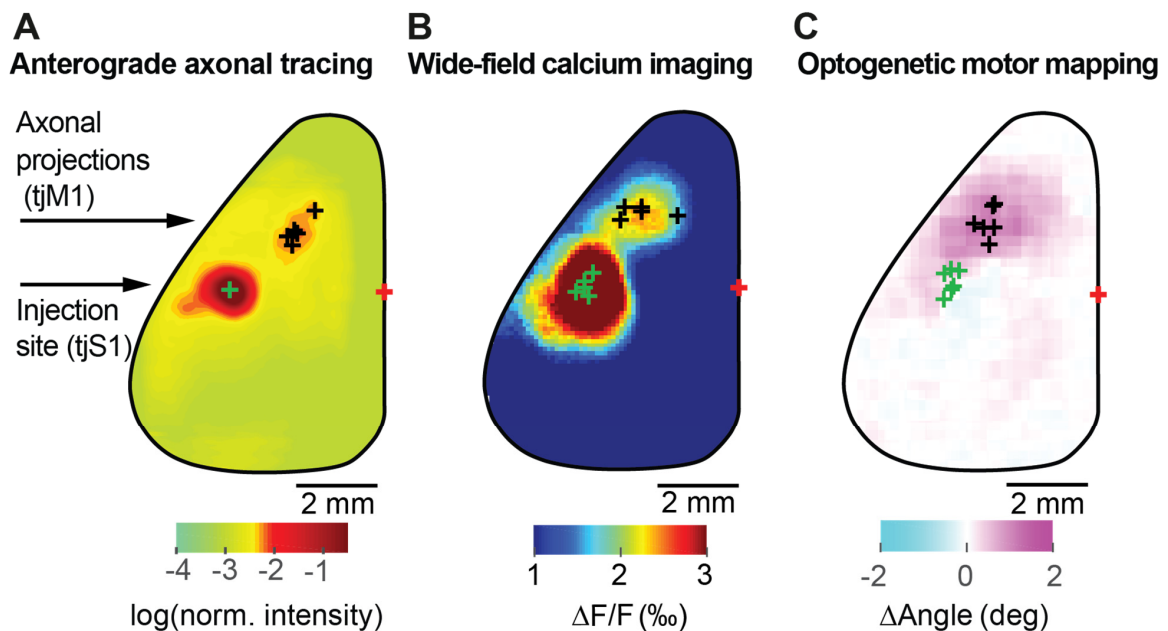 A
Anterograde axonal tracing
Axonal
projections
(tjM1)
Injection
site (tjS1)
2 mm
-4 -3 -2 -1
log(norm. intensity)
B
Wide-field calcium imaging
2 mm
1 2 3
ΔF/F (‰)
C
Optogenetic motor mapping
2 mm
-2 0 2
ΔAngle (deg)